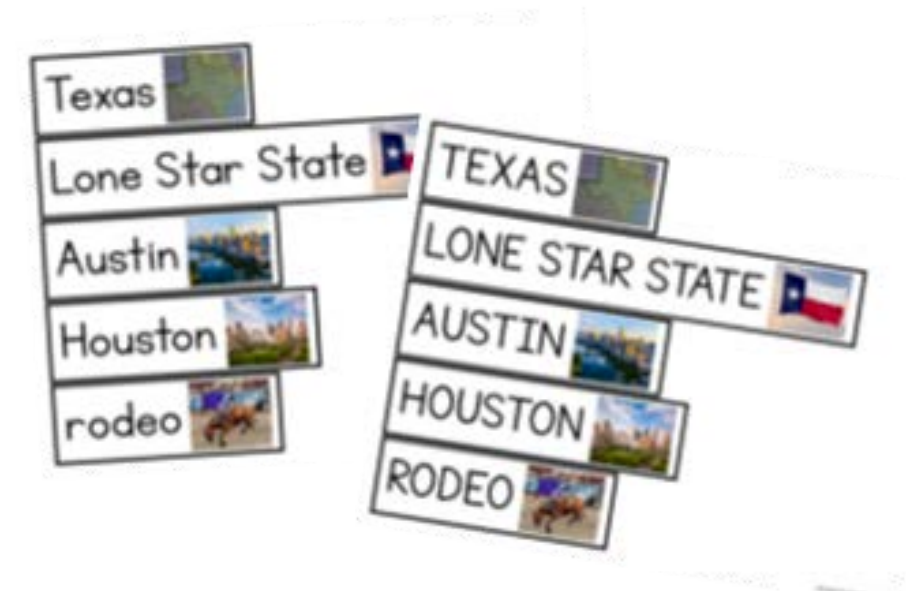 Texas
Lone Star State
Austin
Houston
rodeo
TEXAS
LONE STAR STATE
AUSTIN
HOUSTON
RODEO